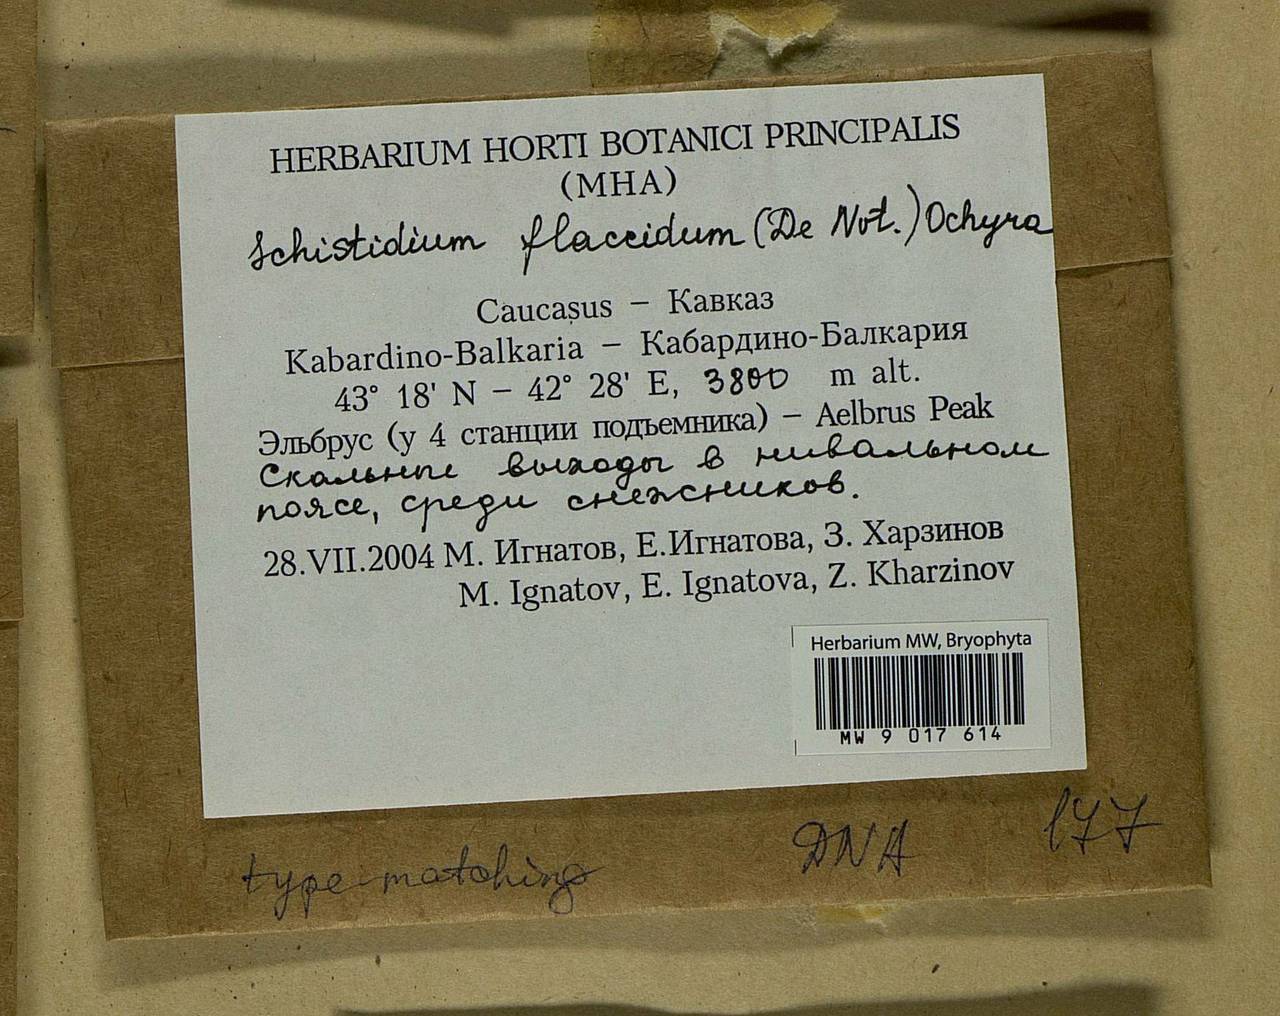 HERBARIUM HORTI BOTANICI PRINCIPALIS
(MHA)
Schistidium flaccidum (De Not.) Ochyra
Caucasus – Кавказ
Kabardino-Balkaria – Кабардино-Балкария
43° 18' N – 42° 28' E, 3800 m alt.
Эльбрус (у 4 станции подъемника) – Aelbrus Peak
Скальные выходы в нивальном
поясе, среди снежников.
28.VII.2004 М. Игнатов, Е.Игнатова, З. Харзинов
M. Ignatov, E. Ignatova, Z. Kharzinov
Herbarium MW, Bryophyta
MW 9 017 614
type matching DNA 177